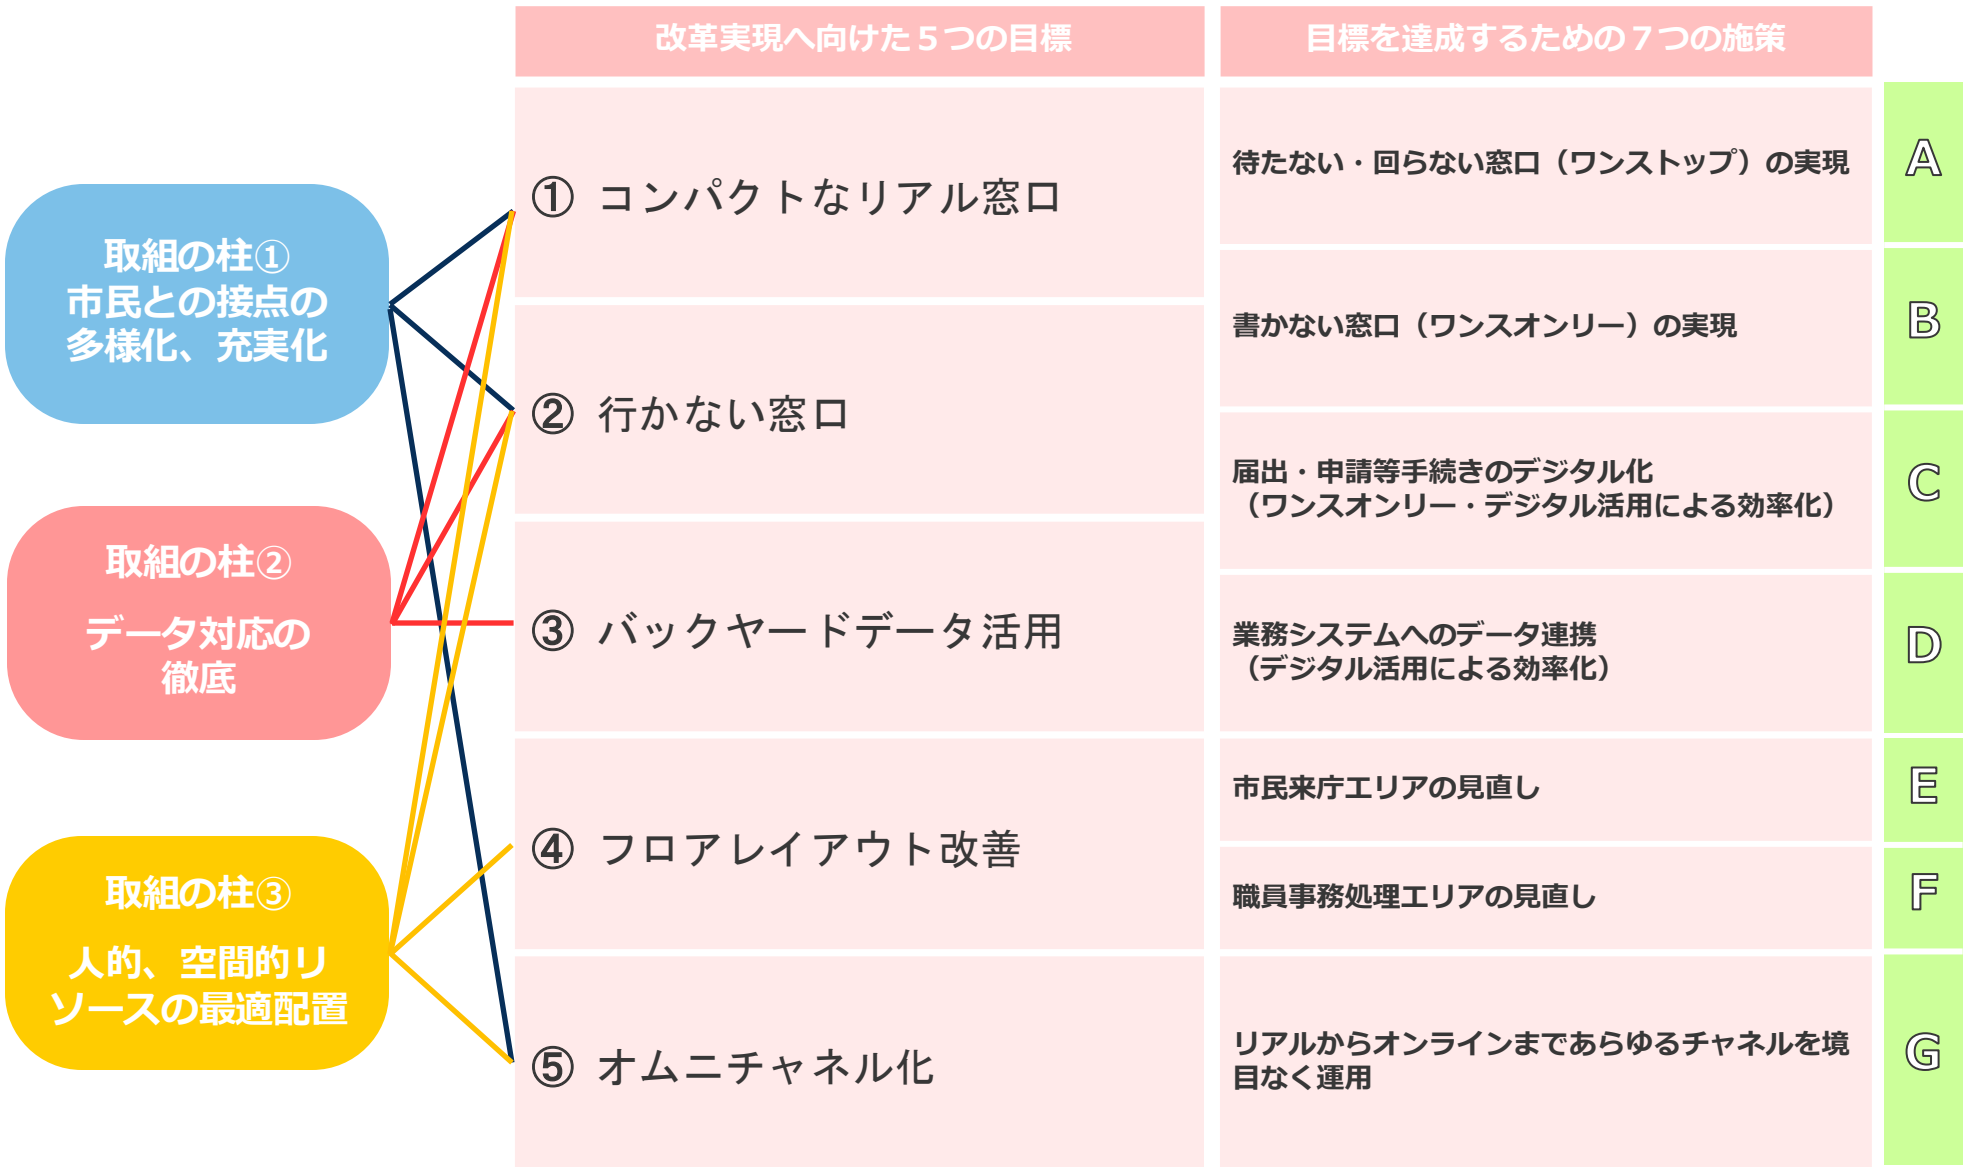 改革実現へ向けた５つの目標
目標を達成するための７つの施策
取組の柱①
市民との接点の
多様化、充実化
取組の柱②
データ対応の
徹底
取組の柱③
人的、空間的リ
ソースの最適配置
① コンパクトなリアル窓口
② 行かない窓口
③ バックヤードデータ活用
④ フロアレイアウト改善
⑤ オムニチャネル化
待たない・回らない窓口（ワンストップ）の実現
A
書かない窓口（ワンスオンリー）の実現
B
届出・申請等手続きのデジタル化
（ワンスオンリー・デジタル活用による効率化）
C
業務システムへのデータ連携
（デジタル活用による効率化）
D
市民来庁エリアの見直し
E
職員事務処理エリアの見直し
F
リアルからオンラインまであらゆるチャネルを境
目なく運用
G